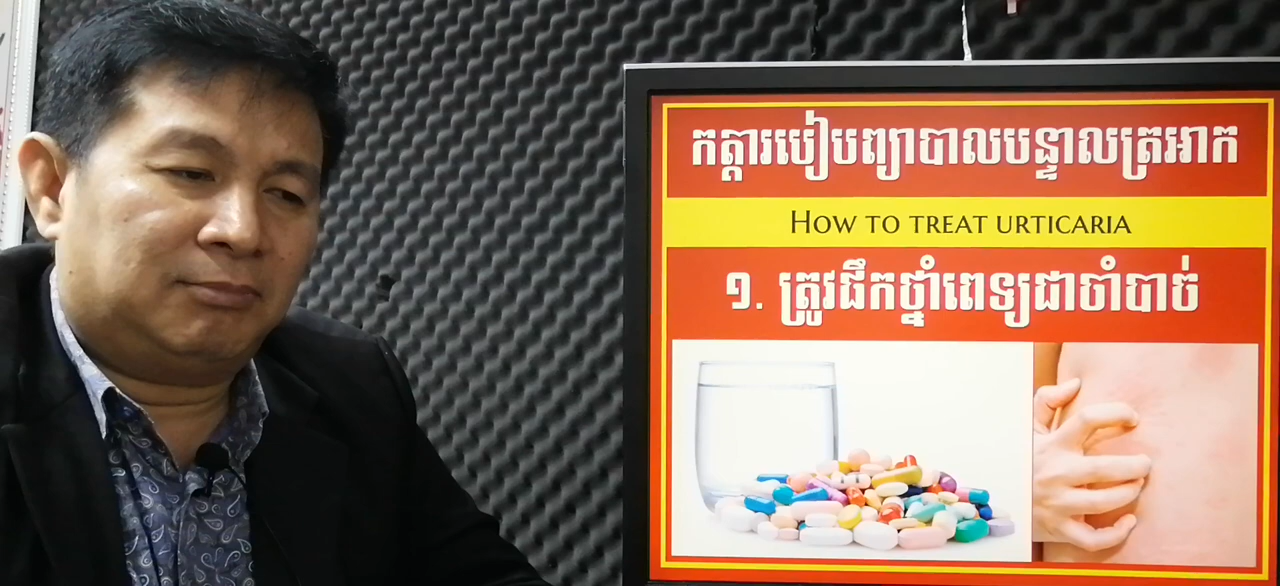 កត្តារបៀបព្យាបាលបន្ទាលត្រអាក
How to treat urticaria
១. ត្រូវផឹកថ្នាំពេទ្យជាចាំបាច់